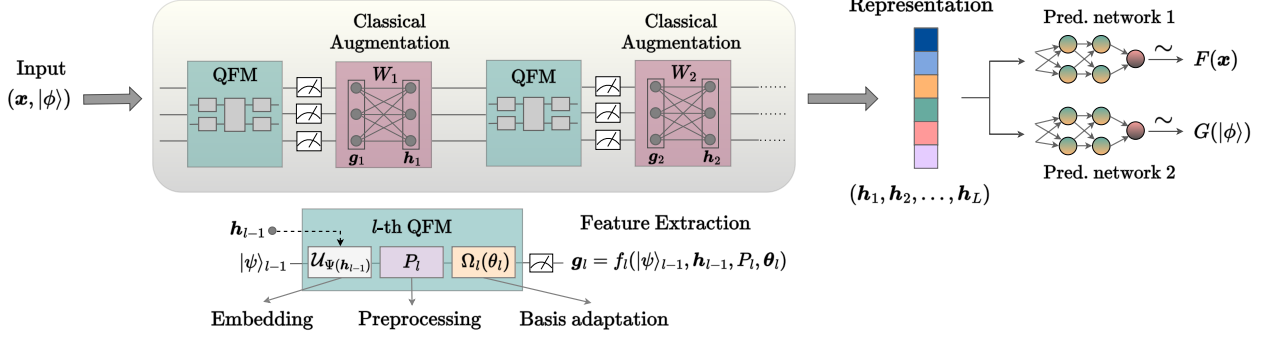 Input
(x, |ϕ⟩)
Classical
Augmentation
QFM
W₁
g₁
h₁
Classical
Augmentation
QFM
W₂
g₂
h₂
......
......
......
Representation
(h₁, h₂, . . . , h_L)
Pred. network 1
∼
F(x)
∼
G(|ϕ⟩)
Pred. network 2
h_{l−1}
l-th QFM
|ψ⟩_{l−1}
𝒰_{Ψ(h_{l−1})}
P_l
Ω_l(θ_l)
Feature Extraction
g_l = f_l(|ψ⟩_{l−1}, h_{l−1}, P_l, θ_l)
Embedding
Preprocessing
Basis adaptation